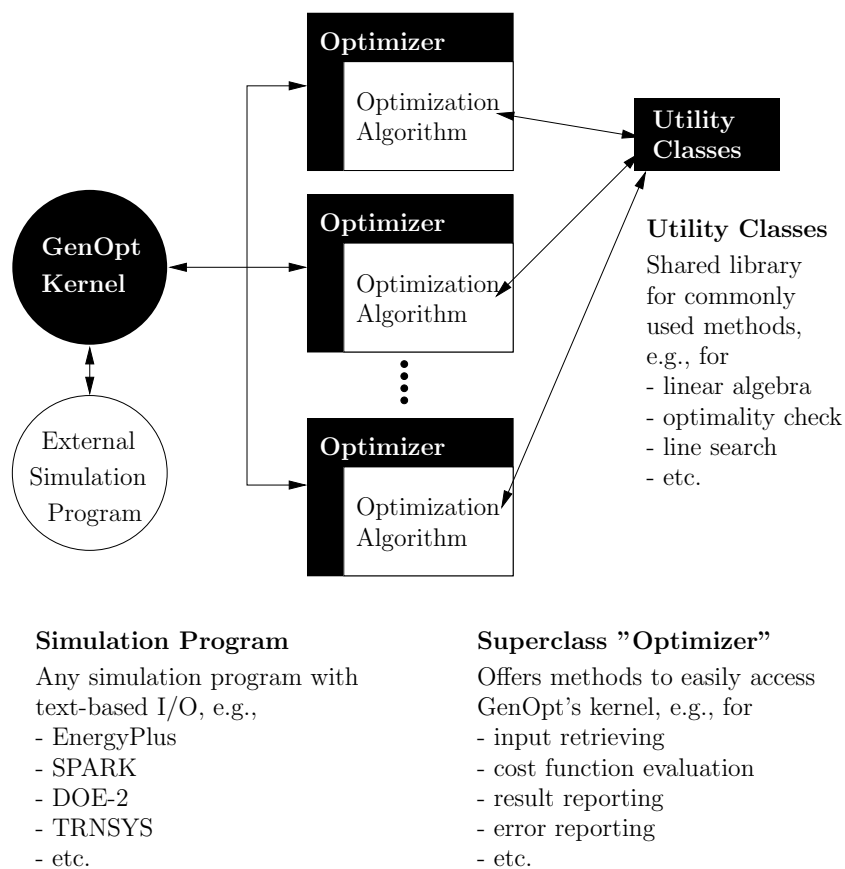 Optimizer
Optimization
Algorithm
Utility
Classes
GenOpt
Kernel
Optimizer
Optimization
Algorithm
Utility Classes
Shared library
for commonly
used methods,
e.g., for
- linear algebra
- optimality check
- line search
- etc.
External
Simulation
Program
Optimizer
Optimization
Algorithm
Simulation Program
Any simulation program with
text-based I/O, e.g.,
- EnergyPlus
- SPARK
- DOE-2
- TRNSYS
- etc.
Superclass ”Optimizer”
Offers methods to easily access
GenOpt's kernel, e.g., for
- input retrieving
- cost function evaluation
- result reporting
- error reporting
- etc.